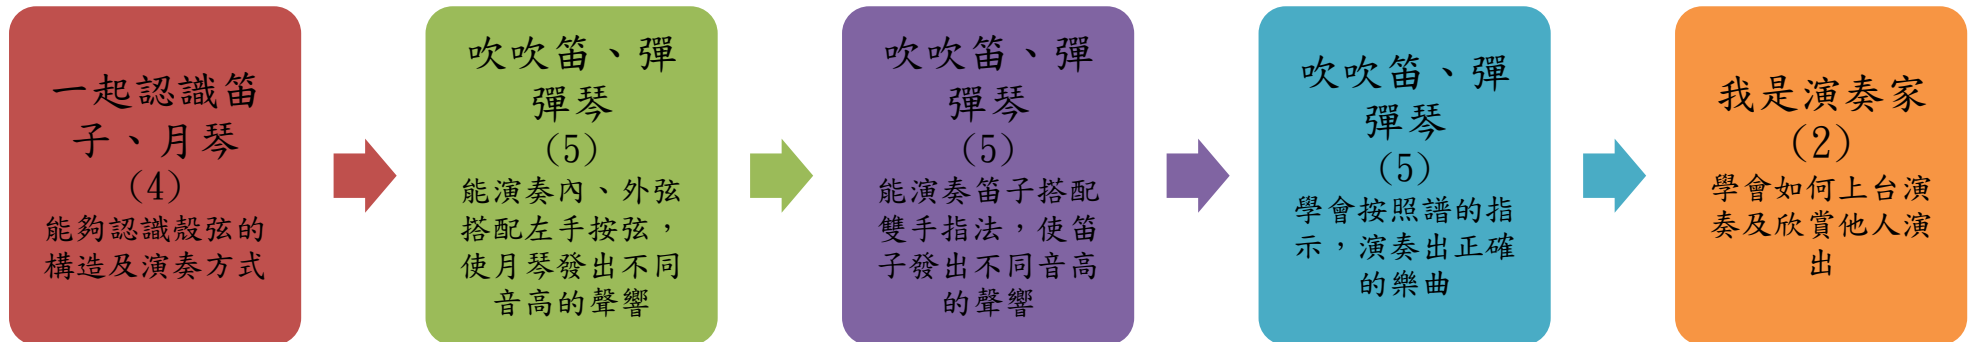 一起認識笛
子、月琴
(4)
能夠認識殼弦的
構造及演奏方式
吹吹笛、彈
彈琴
(5)
能演奏內、外弦
搭配左手按弦，
使月琴發出不同
音高的聲響
吹吹笛、彈
彈琴
(5)
能演奏笛子搭配
雙手指法，使笛
子發出不同音高
的聲響
吹吹笛、彈
彈琴
(5)
學會按照譜的指
示，演奏出正確
的樂曲
我是演奏家
(2)
學會如何上台演
奏及欣賞他人演
出